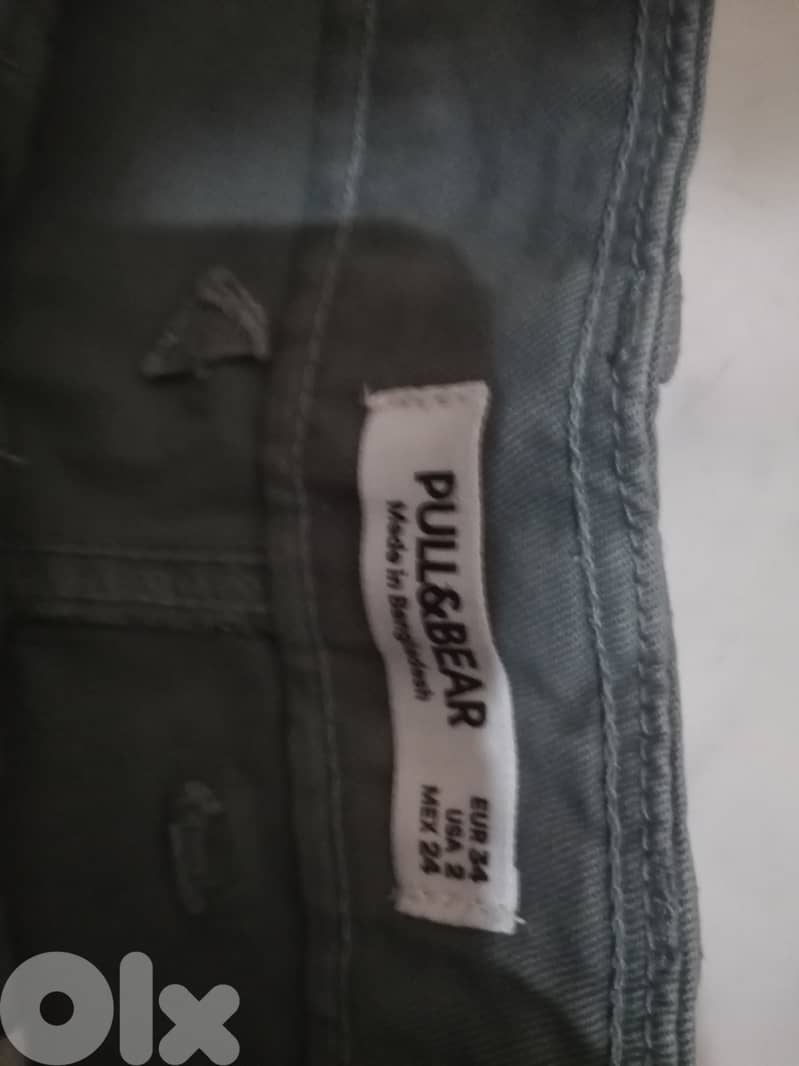 PULL&BEAR
Made in Bangladesh
EUR 34
USA 2
MEX 24
OLX